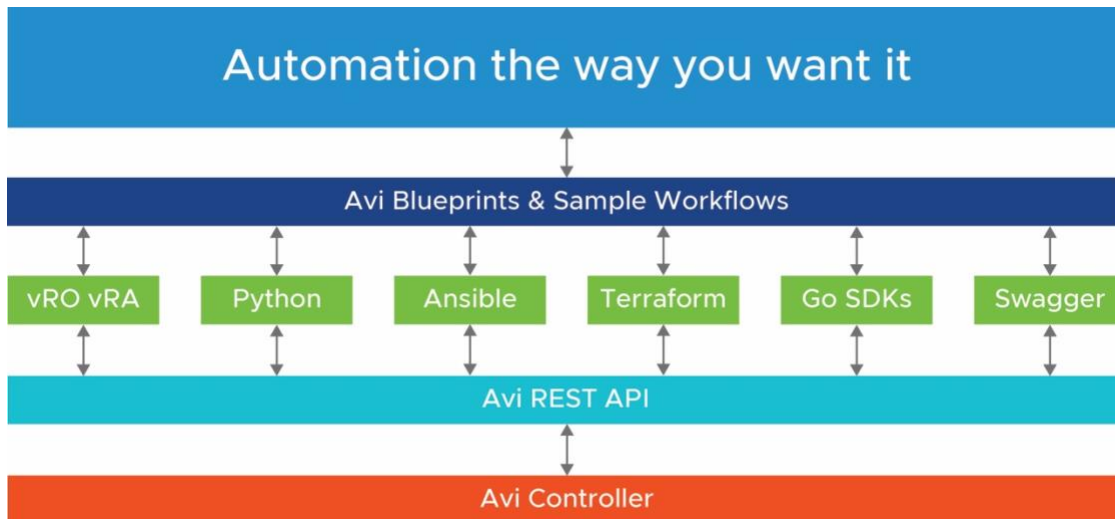 Automation the way you want it
Avi Blueprints & Sample Workflows
vRO vRA
Python
Ansible
Terraform
Go SDKs
Swagger
Avi REST API
Avi Controller